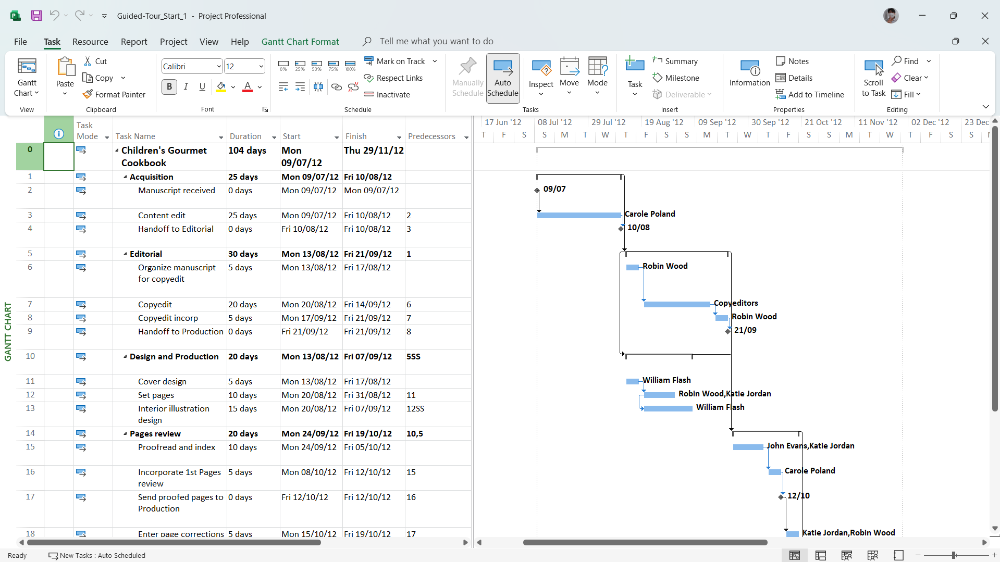 Guided-Tour_Start_1 - Project Professional
File Task Resource Report Project View Help Gantt Chart Format Tell me what you want to do
Gantt Chart
View
Paste
Cut
Copy
Format Painter
Clipboard
Calibri 12
B I U A
Font
0% 25% 50% 75% 100%
Mark on Track
Respect Links
Inactivate
Schedule
Manually Schedule
Auto Schedule
Inspect
Move
Mode
Tasks
Task
Summary
Milestone
Deliverable
Insert
Information
Notes
Details
Add to Timeline
Properties
Scroll to Task
Find
Clear
Fill
Editing
GANTT CHART
Task Mode Task Name Duration Start Finish Predecessors
17 Jun '12 08 Jul '12 29 Jul '12 19 Aug '12 09 Sep '12 30 Sep '12 21 Oct '12 11 Nov '12 02 Dec '12 23 Dec
T F S S M T W T F S S M T W T F S S M T W T F S S
0 Children's Gourmet Cookbook 104 days Mon 09/07/12 Thu 29/11/12
1 Acquisition 25 days Mon 09/07/12 Fri 10/08/12
2 Manuscript received 0 days Mon 09/07/12 Mon 09/07/12
09/07
3 Content edit 25 days Mon 09/07/12 Fri 10/08/12 2
Carole Poland
4 Handoff to Editorial 0 days Fri 10/08/12 Fri 10/08/12 3
10/08
5 Editorial 30 days Mon 13/08/12 Fri 21/09/12 1
6 Organize manuscript for copyedit 5 days Mon 13/08/12 Fri 17/08/12
Robin Wood
7 Copyedit 20 days Mon 20/08/12 Fri 14/09/12 6
Copyeditors
8 Copyedit incorp 5 days Mon 17/09/12 Fri 21/09/12 7
Robin Wood
9 Handoff to Production 0 days Fri 21/09/12 Fri 21/09/12 8
21/09
10 Design and Production 20 days Mon 13/08/12 Fri 07/09/12 5SS
11 Cover design 5 days Mon 13/08/12 Fri 17/08/12
William Flash
12 Set pages 10 days Mon 20/08/12 Fri 31/08/12 11
Robin Wood,Katie Jordan
13 Interior illustration design 15 days Mon 20/08/12 Fri 07/09/12 12SS
William Flash
14 Pages review 20 days Mon 24/09/12 Fri 19/10/12 10,5
15 Proofread and index 10 days Mon 24/09/12 Fri 05/10/12
John Evans,Katie Jordan
16 Incorporate 1st Pages review 5 days Mon 08/10/12 Fri 12/10/12 15
Carole Poland
17 Send proofed pages to Production 0 days Fri 12/10/12 Fri 12/10/12 16
12/10
18 Enter page corrections 5 days Mon 15/10/12 Fri 19/10/12 17
Katie Jordan,Robin Wood
Ready New Tasks : Auto Scheduled